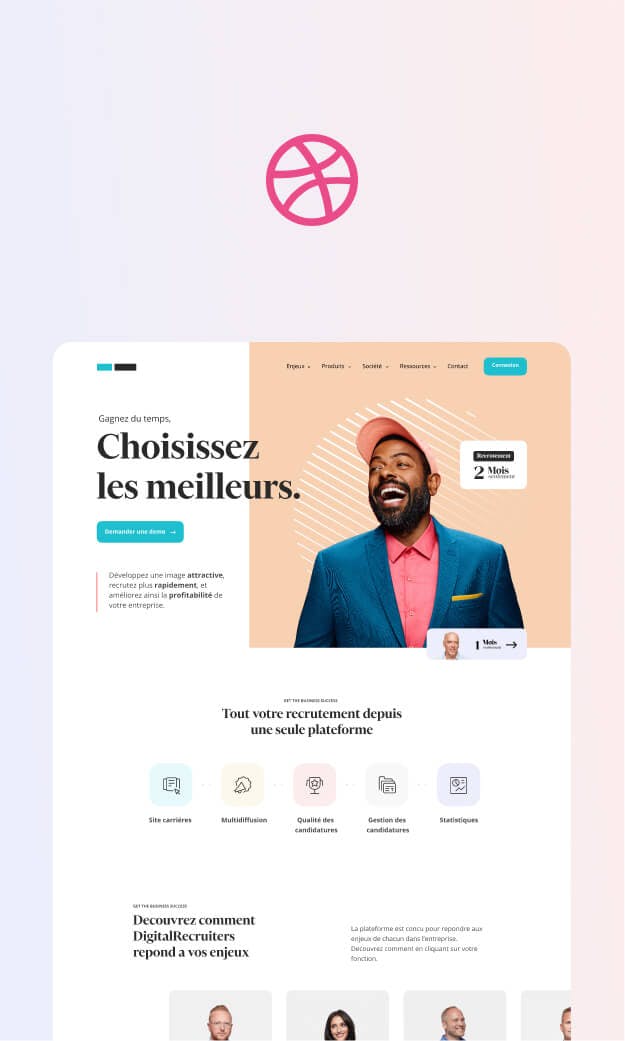 Enjeux Produits Société Ressources Contact Connexion
Gagnez du temps,
Choisissez
les meilleurs.
Recrutement
2 Mois
seulement
Demander une demo →
Développez une image attractive,
recrutez plus rapidement, et
améliorez ainsi la profitabilité de
votre entreprise.
1 Mois
→
GET THE BUSINESS SUCCESS
Tout votre recrutement depuis
une seule plateforme
Site carriéres
Multidiffusion
Qualité des
candidatures
Gestion des
candidatures
Statistiques
GET THE BUSINESS SUCCESS
Decouvrez comment
DigitalRecruiters
repond a vos enjeux
La plateforme est concu pour repondre aux
enjeux de chacun dans l'entreprise.
Decouvrez comment en cliquant sur votre
fonction.